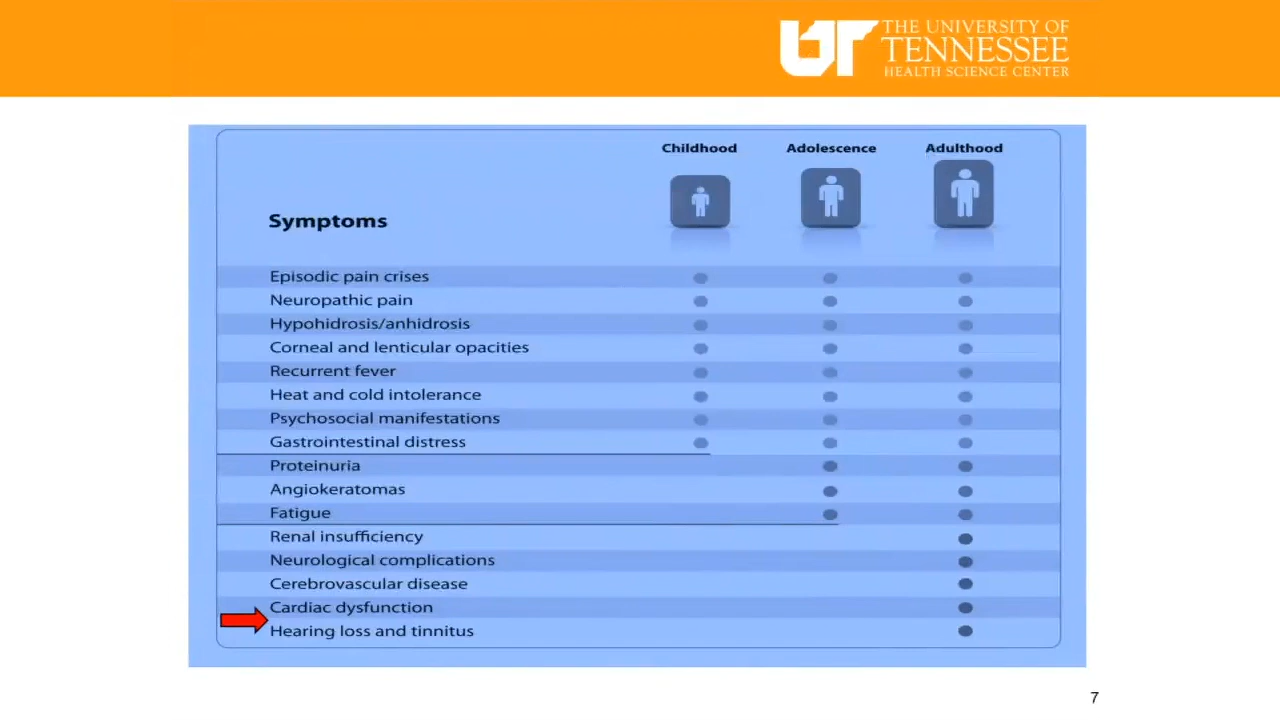 THE UNIVERSITY OF
UT TENNESSEE
HEALTH SCIENCE CENTER
Childhood Adolescence Adulthood
Symptoms
Episodic pain crises
Neuropathic pain
Hypohidrosis/anhidrosis
Corneal and lenticular opacities
Recurrent fever
Heat and cold intolerance
Psychosocial manifestations
Gastrointestinal distress
Proteinuria
Angiokeratomas
Fatigue
Renal insufficiency
Neurological complications
Cerebrovascular disease
Cardiac dysfunction
Hearing loss and tinnitus
7